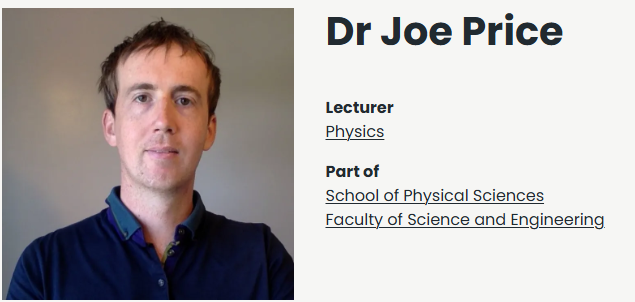 Dr Joe Price
Lecturer
Physics
Part of
School of Physical Sciences
Faculty of Science and Engineering